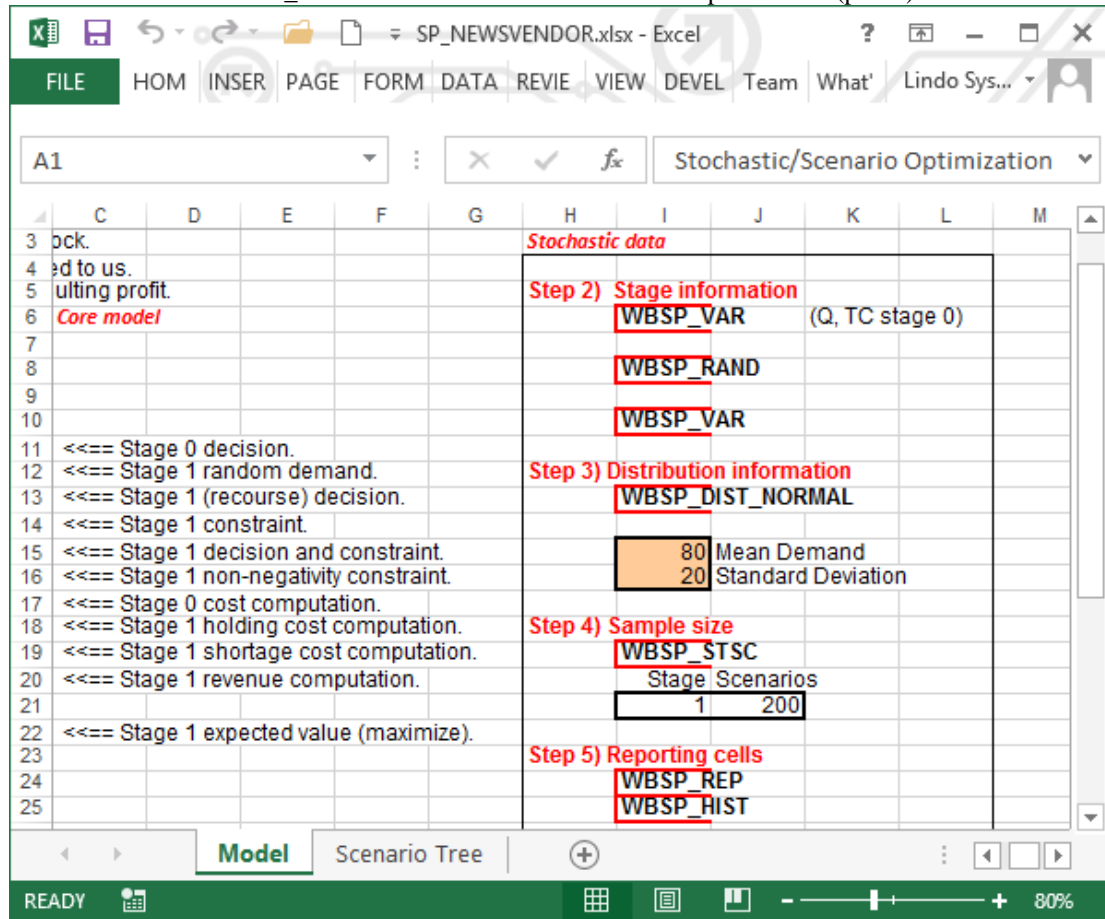 SP_NEWSVENDOR.xlsx - Excel ?
FILE HOM INSER PAGE FORM DATA REVIE VIEW DEVEL Team What' Lindo Sys...
A1 fx Stochastic/Scenario Optimization
C D E F G H I J K L M
3 ock. Stochastic data
4 ed to us.
5 ulting profit. Step 2) Stage information
6 Core model WBSP_VAR (Q, TC stage 0)
7
8 WBSP_RAND
9
10 WBSP_VAR
11 <<== Stage 0 decision.
12 <<== Stage 1 random demand. Step 3) Distribution information
13 <<== Stage 1 (recourse) decision. WBSP_DIST_NORMAL
14 <<== Stage 1 constraint.
15 <<== Stage 1 decision and constraint. 80 Mean Demand
16 <<== Stage 1 non-negativity constraint. 20 Standard Deviation
17 <<== Stage 0 cost computation.
18 <<== Stage 1 holding cost computation. Step 4) Sample size
19 <<== Stage 1 shortage cost computation. WBSP_STSC
20 <<== Stage 1 revenue computation. Stage Scenarios
21 1 200
22 <<== Stage 1 expected value (maximize).
23 Step 5) Reporting cells
24 WBSP_REP
25 WBSP_HIST
Model Scenario Tree
READY 80%